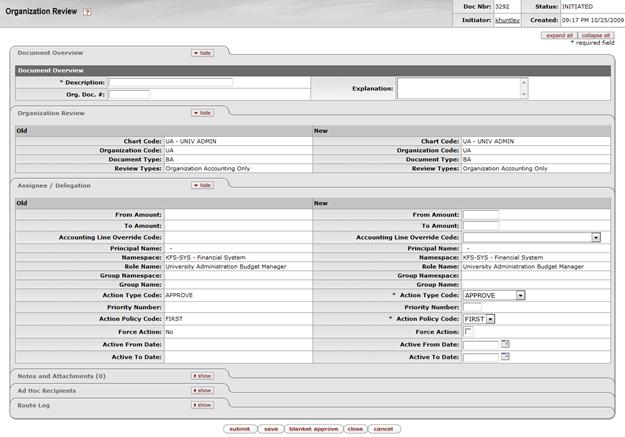 Organization Review ?
Doc Nbr: 3292 Status: INITIATED
Initiator: khuntley Created: 09:17 PM 10/25/2009
expand all collapse all
* required field
Document Overview hide
Document Overview
* Description: Explanation:
Org. Doc. #:
Organization Review hide
Old New
Chart Code: UA - UNIV ADMIN Chart Code: UA - UNIV ADMIN
Organization Code: UA Organization Code: UA
Document Type: BA Document Type: BA
Review Types: Organization Accounting Only Review Types: Organization Accounting Only
Assignee / Delegation hide
Old New
From Amount: From Amount:
To Amount: To Amount:
Accounting Line Override Code: Accounting Line Override Code:
Principal Name: - Principal Name: -
Namespace: KFS-SYS - Financial System Namespace: KFS-SYS - Financial System
Role Name: University Administration Budget Manager Role Name: University Administration Budget Manager
Group Namespace: Group Namespace:
Group Name: Group Name:
Action Type Code: APPROVE * Action Type Code: APPROVE
Priority Number: Priority Number:
Action Policy Code: FIRST * Action Policy Code: FIRST
Force Action: No Force Action:
Active From Date: Active From Date:
Active To Date: Active To Date:
Notes and Attachments (0) show
Ad Hoc Recipients show
Route Log show
submit save blanket approve close cancel